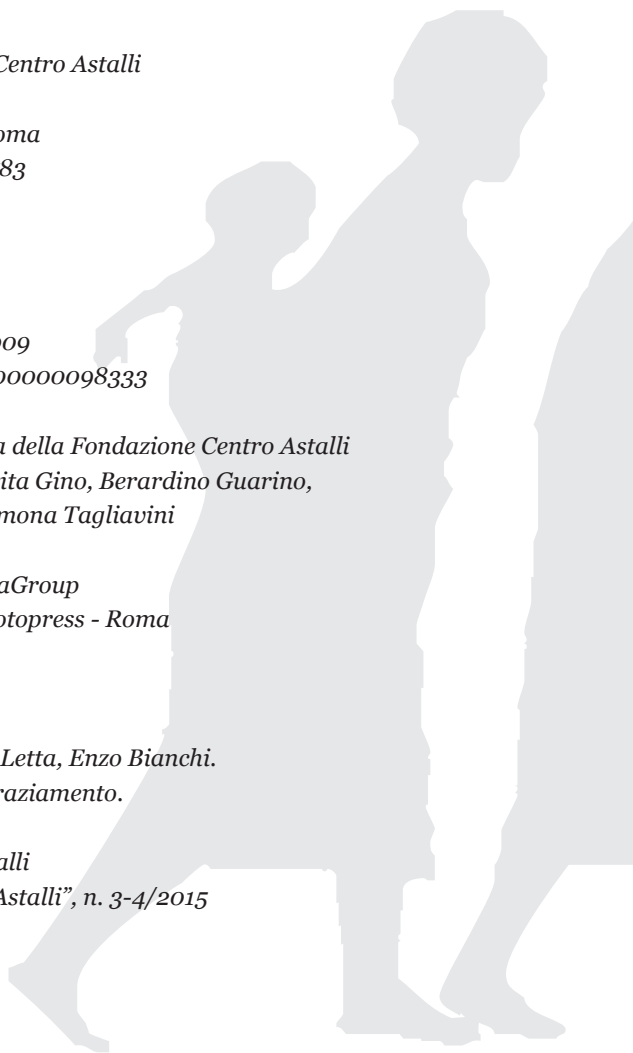 Centro Astalli
oma
83
009
00000098333
a della Fondazione Centro Astalli
ita Gino, Berardino Guarino,
mona Tagliavini
aGroup
otopress - Roma
Letta, Enzo Bianchi.
raziamento.
alli
Astalli”, n. 3-4/2015